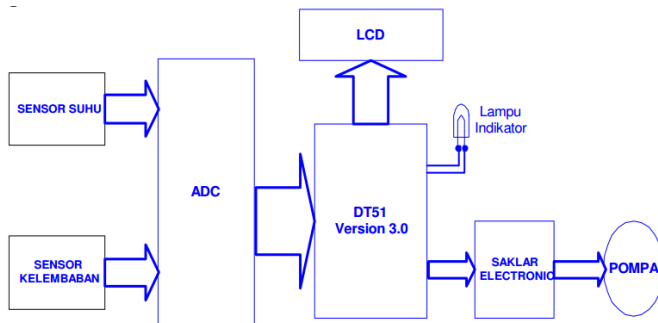 LCD
SENSOR SUHU
Lampu
Indikator
ADC
DT51
Version 3.0
SENSOR
KELEMBABAN
SAKLAR
ELECTRONIC
POMPA